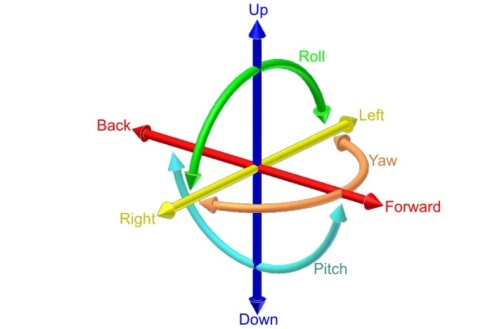 Up
Roll
Left
Back
Yaw
Forward
Right
Pitch
Down